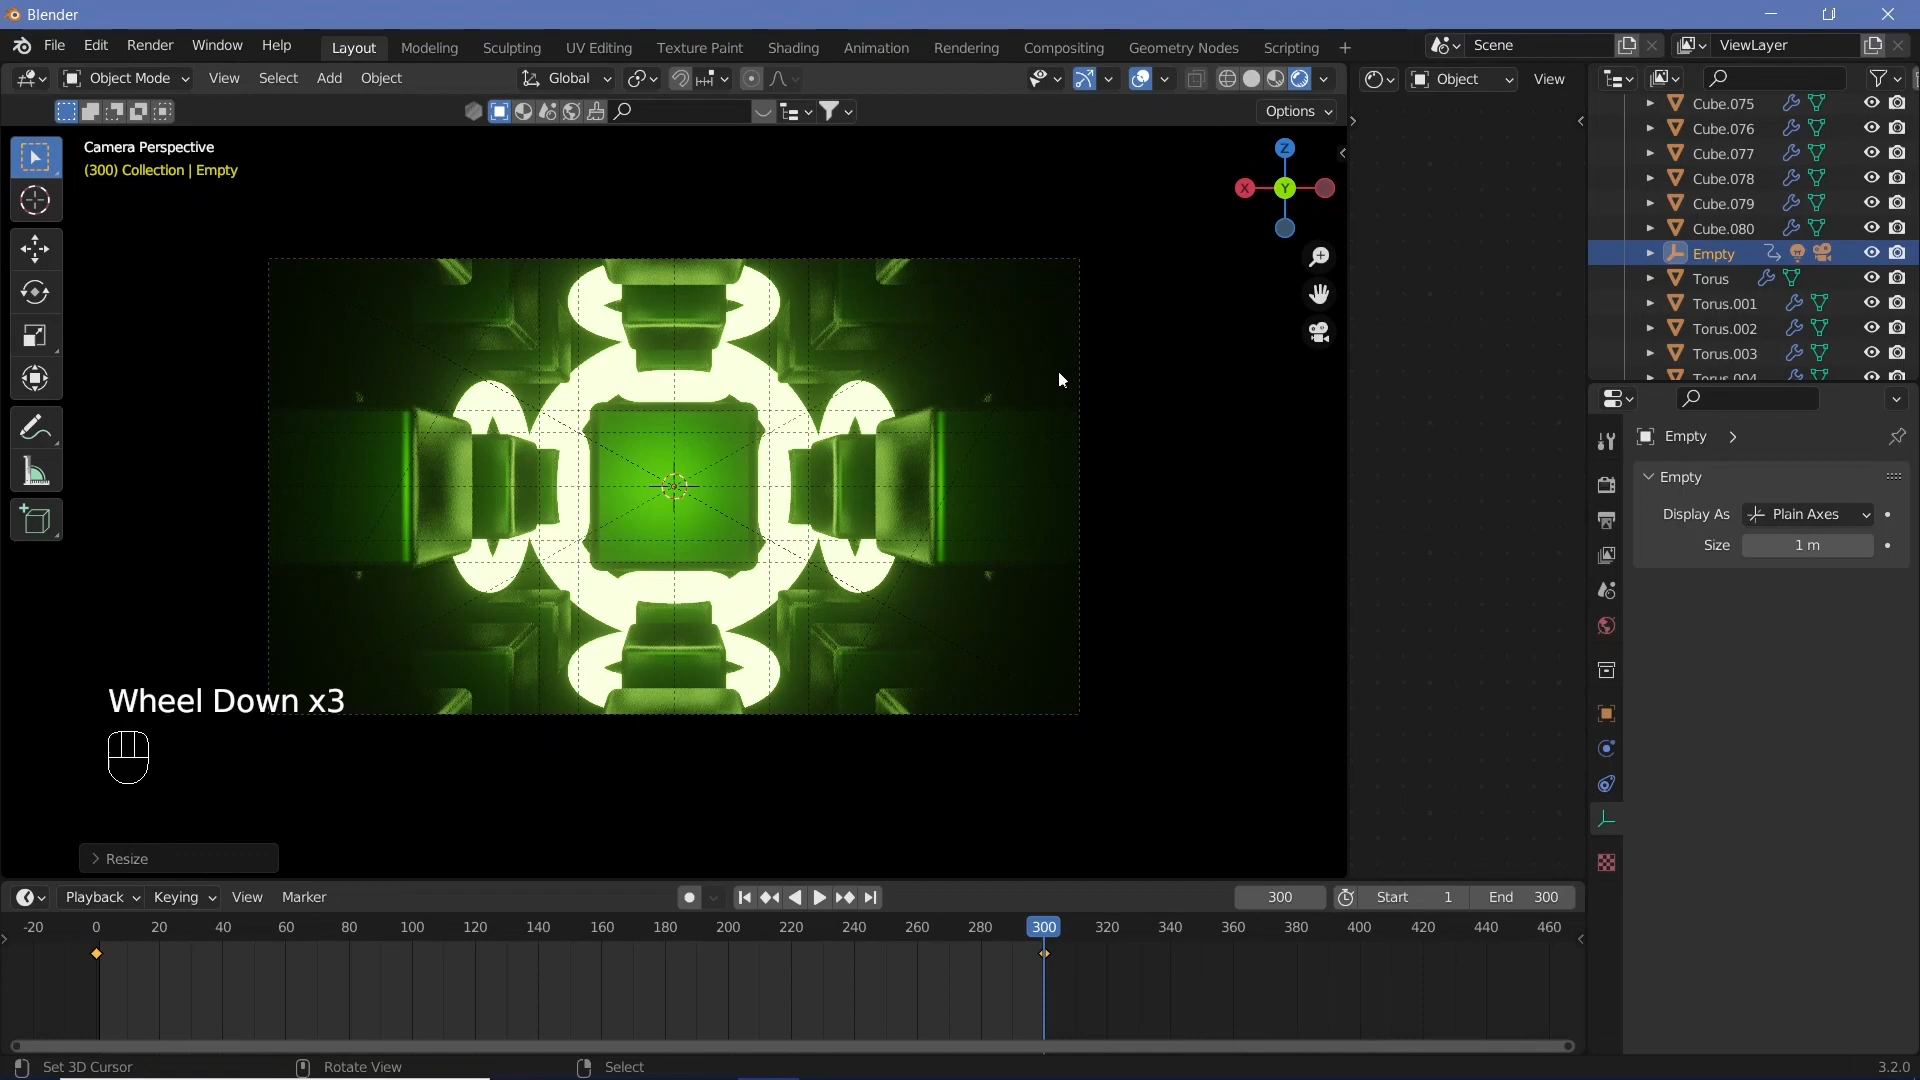 Blender
File Edit Render Window Help Layout Modeling Sculpting UV Editing Texture Paint Shading Animation Rendering Compositing Geometry Nodes Scripting + Scene ViewLayer
Object Mode View Select Add Object Global Object View
Options
Camera Perspective
(300) Collection | Empty
Z
X Y
Cube.075
Cube.076
Cube.077
Cube.078
Cube.079
Cube.080
Empty
Torus
Torus.001
Torus.002
Torus.003
Torus.004
Empty
Empty
Display As Plain Axes
Size 1 m
Wheel Down x3
Resize
Playback Keying View Marker 300 Start 1 End 300
-20 0 20 40 60 80 100 120 140 160 180 200 220 240 260 280 300 320 340 360 380 400 420 440 460
Set 3D Cursor Rotate View Select 3.2.0